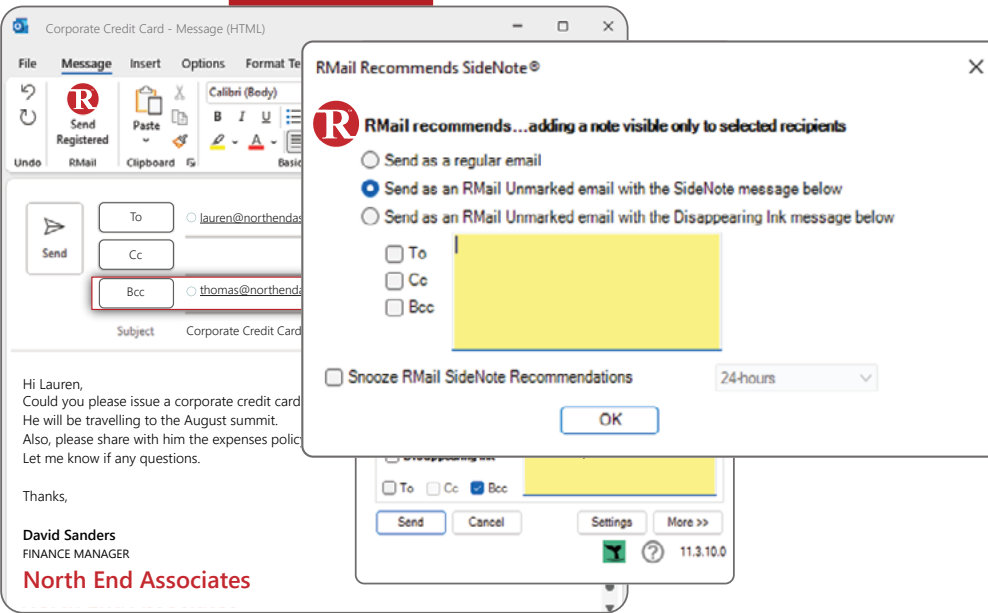 Corporate Credit Card - Message (HTML)
File Message Insert Options Format Te
Send
Registered
Paste
Calibri (Body)
B I U
A
Undo RMail Clipboard Basic
Send
To
lauren@northendas
Cc
Bcc
thomas@northenda
Subject Corporate Credit Card
Hi Lauren,
Could you please issue a corporate credit card
He will be travelling to the August summit.
Also, please share with him the expenses policy
Let me know if any questions.
Thanks,
David Sanders
FINANCE MANAGER
North End Associates
RMail Recommends SideNote®
R
RMail recommends...adding a note visible only to selected recipients
Send as a regular email
Send as an RMail Unmarked email with the SideNote message below
Send as an RMail Unmarked email with the Disappearing Ink message below
To
Cc
Bcc
Snooze RMail SideNote Recommendations 24-hours
OK
To Cc Bcc
Send Cancel Settings More >>
11.3.10.0